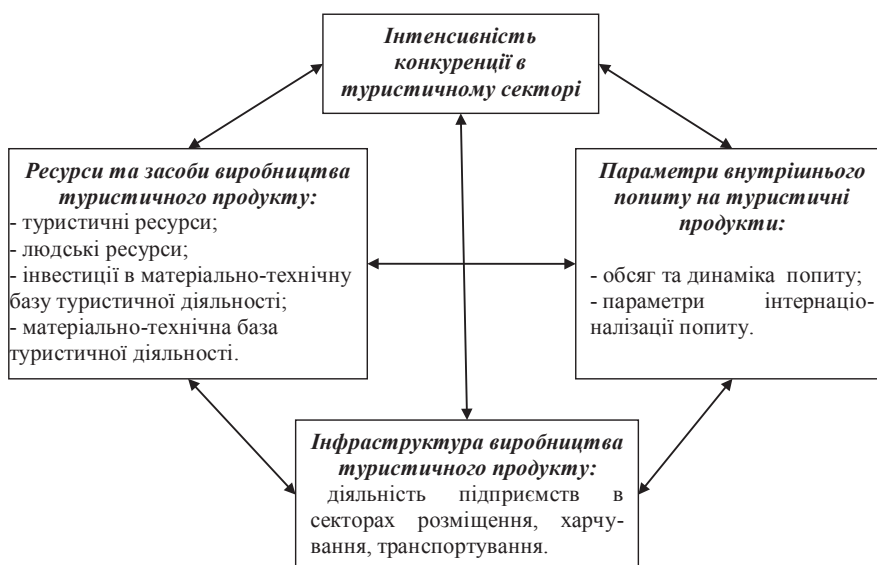 Інтенсивність
конкуренції в
туристичному секторі
Ресурси та засоби виробництва
туристичного продукту:
- туристичні ресурси;
- людські ресурси;
- інвестиції в матеріально-технічну
базу туристичної діяльності;
- матеріально-технічна база
туристичної діяльності.
Параметри внутрішнього
попиту на туристичні
продукти:
- обсяг та динаміка попиту;
- параметри інтернаціо-
налізації попиту.
Інфраструктура виробництва
туристичного продукту:
діяльність підприємств в
секторах розміщення, харчу-
вання, транспортування.